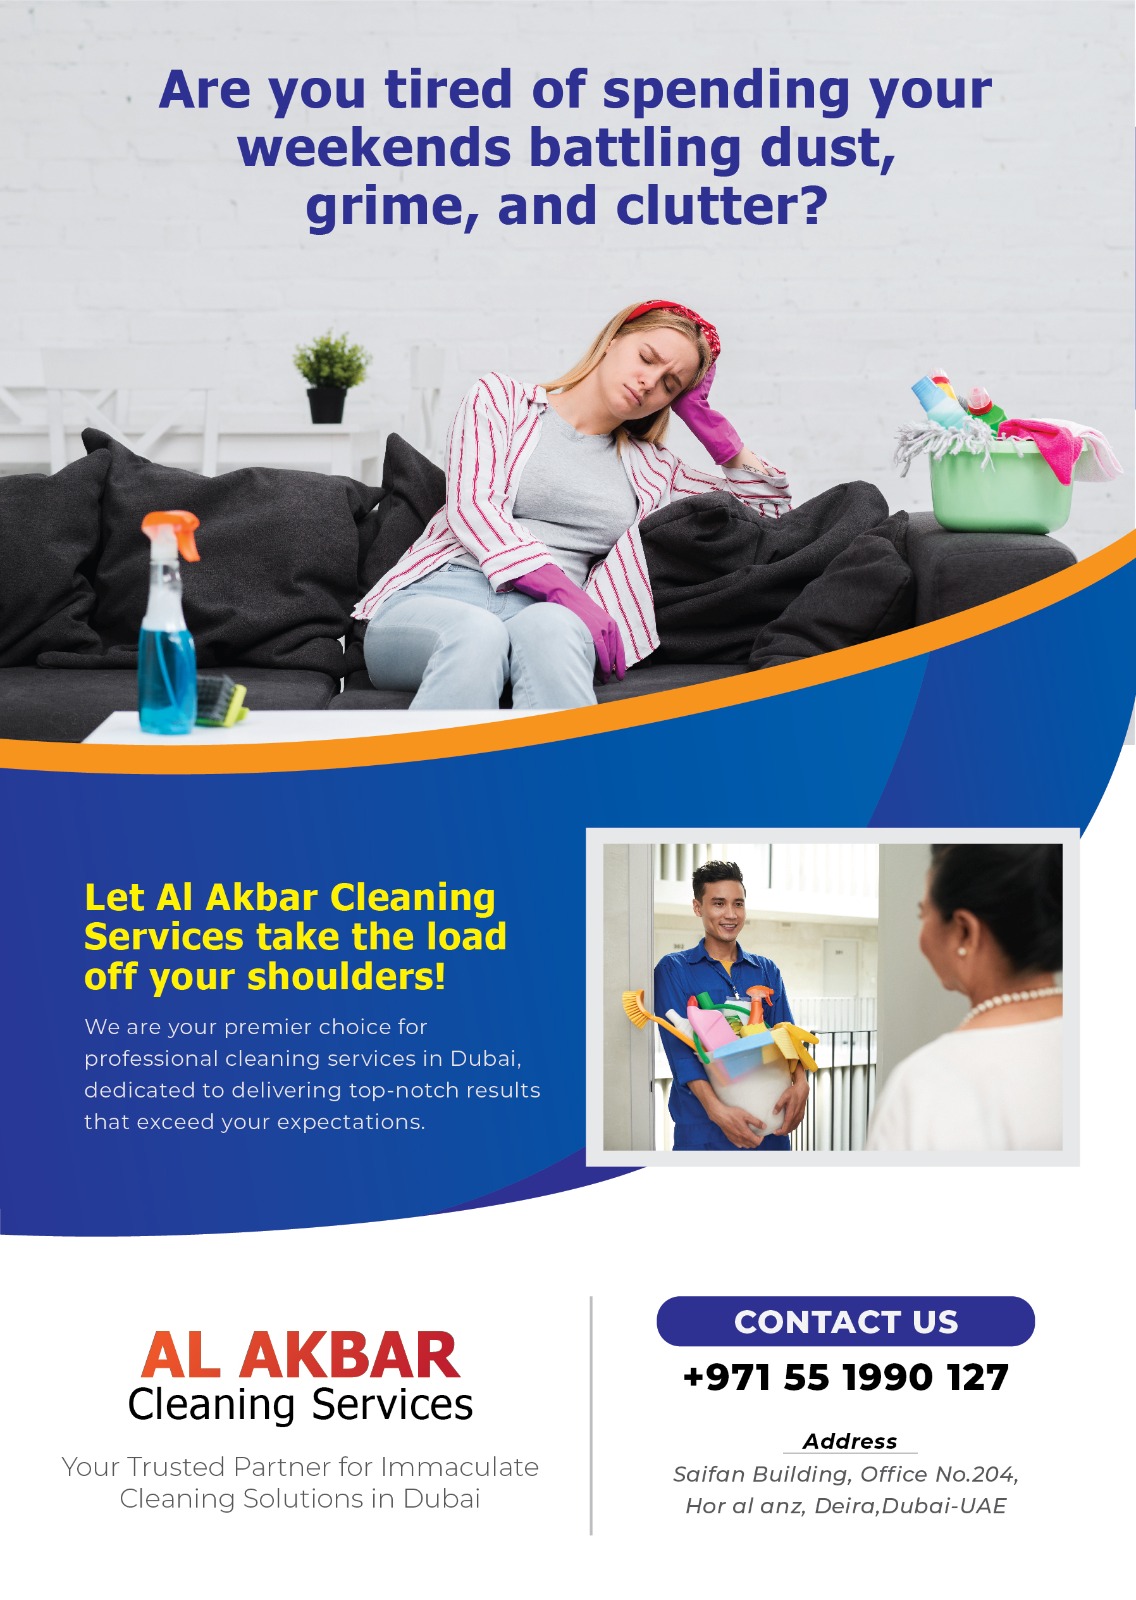 Are you tired of spending your
weekends battling dust,
grime, and clutter?
Let Al Akbar Cleaning
Services take the load
off your shoulders!
We are your premier choice for
professional cleaning services in Dubai,
dedicated to delivering top-notch results
that exceed your expectations.
AL AKBAR
Cleaning Services
Your Trusted Partner for Immaculate
Cleaning Solutions in Dubai
CONTACT US
+971 55 1990 127
Address
Saifan Building, Office No.204,
Hor al anz, Deira,Dubai-UAE